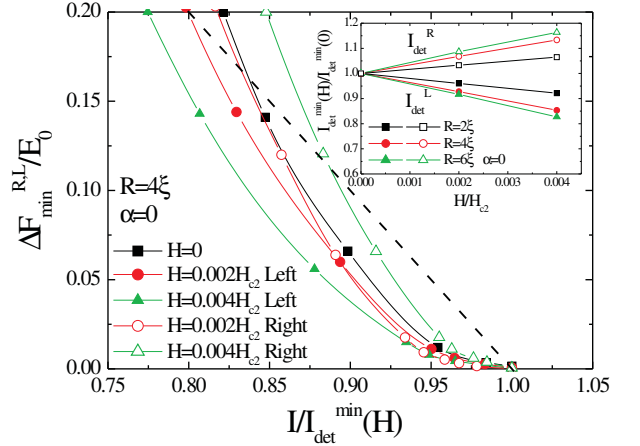 ΔF_min^R,L/E_0
0.20
0.15
0.10
0.05
0.00
R=4ξ
α=0
H=0
H=0.002H_c2 Left
H=0.004H_c2 Left
H=0.002H_c2 Right
H=0.004H_c2 Right
0.75 0.80 0.85 0.90 0.95 1.00 1.05
I/I_det^min(H)
I_det^min(H)/I_det^min(0)
1.2
1.1
1.0
0.9
0.8
0.7
0.6
I_det^R
I_det^L
R=2ξ
R=4ξ
R=6ξ α=0
0.000 0.001 0.002 0.003 0.004
H/H_c2